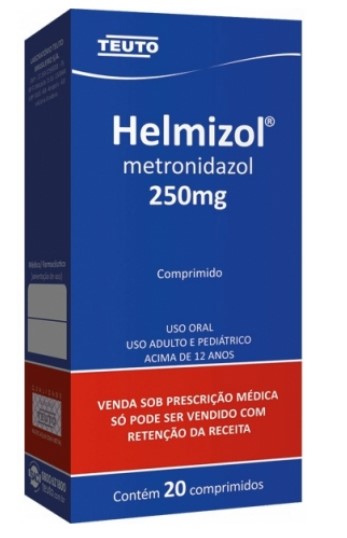 TEUTO
Helmizol®
metronidazol
250mg
Comprimido
USO ORAL
USO ADULTO E PEDIÁTRICO
ACIMA DE 12 ANOS
VENDA SOB PRESCRIÇÃO MÉDICA
SÓ PODE SER VENDIDO COM
RETENÇÃO DA RECEITA
Contém 20 comprimidos